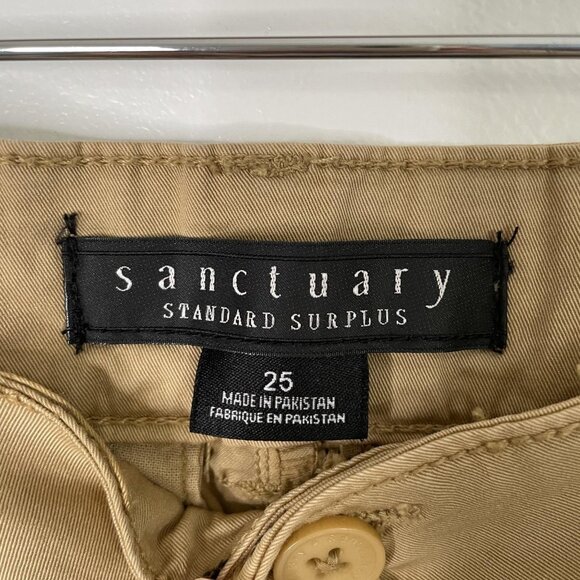 sanctuary
STANDARD SURPLUS
25
MADE IN PAKISTAN
FABRIQUE EN PAKISTAN